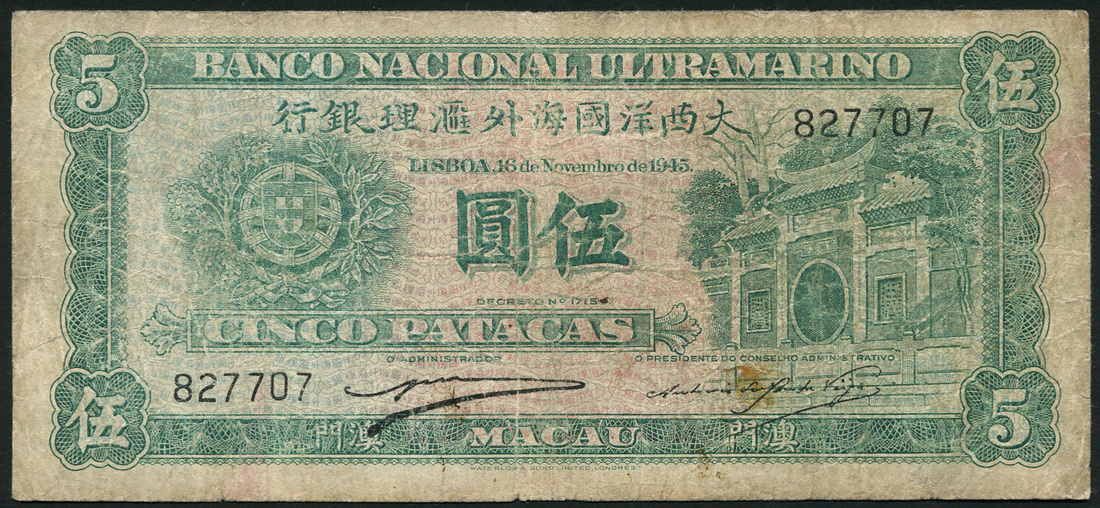 5 BANCO NACIONAL ULTRAMARINO 伍
行銀理滙外海國洋西大
827707
LISBOA, 16 de Novembro de 1945.
圓伍
DECRETO Nº 1715
CINCO PATACAS
O ADMINISTRADOR
O PRESIDENTE DO CONSELHO ADMINISTRATIVO
827707
伍 門澳 MACAU 門澳 5
WATERLOW & SONS LIMITED, LONDRES